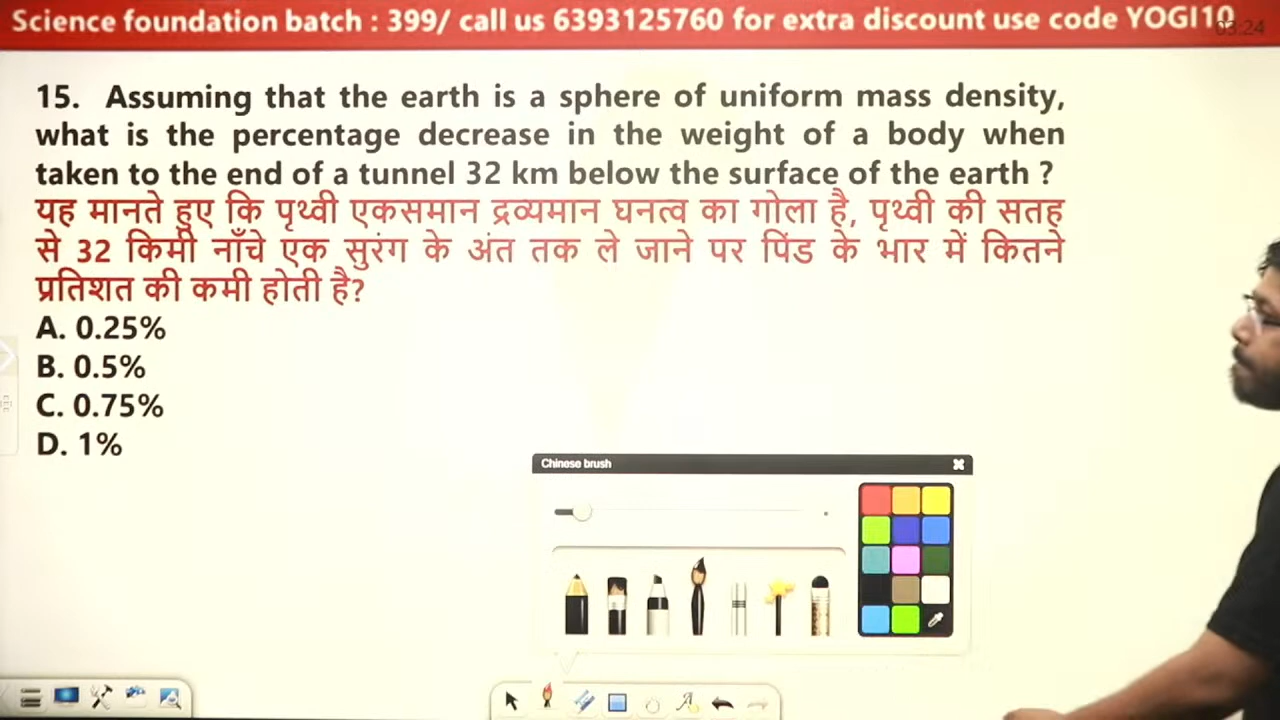 Science foundation batch : 399/ call us 6393125760 for extra discount use code YOGI10
03:24
15. Assuming that the earth is a sphere of uniform mass density,
what is the percentage decrease in the weight of a body when
taken to the end of a tunnel 32 km below the surface of the earth ?
यह मानते हुए कि पृथ्वी एकसमान द्रव्यमान घनत्व का गोला है, पृथ्वी की सतह
से 32 किमी नाँचे एक सुरंग के अंत तक ले जाने पर पिंड के भार में कितने
प्रतिशत की कमी होती है?
A. 0.25%
B. 0.5%
C. 0.75%
D. 1%
Chinese brush